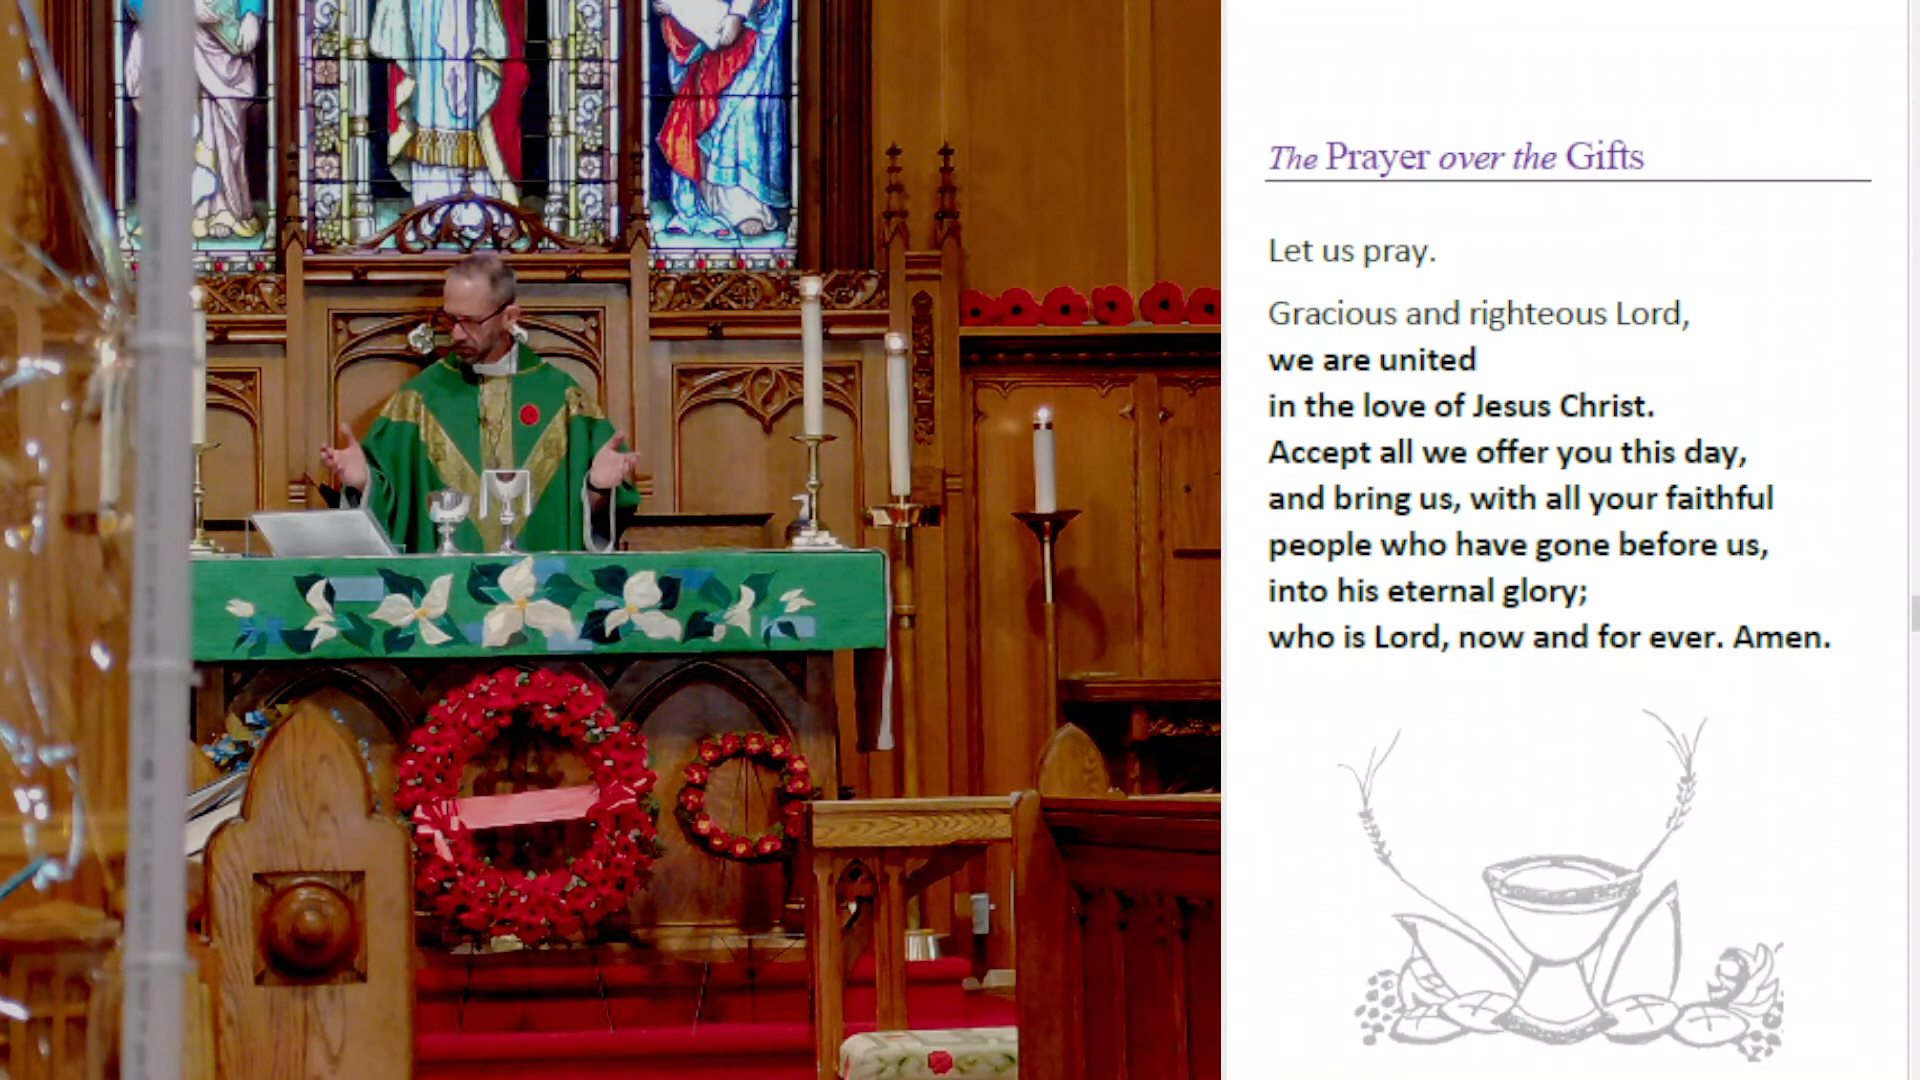 The Prayer over the Gifts
Let us pray.
Gracious and righteous Lord,
we are united
in the love of Jesus Christ.
Accept all we offer you this day,
and bring us, with all your faithful
people who have gone before us,
into his eternal glory;
who is Lord, now and for ever. Amen.